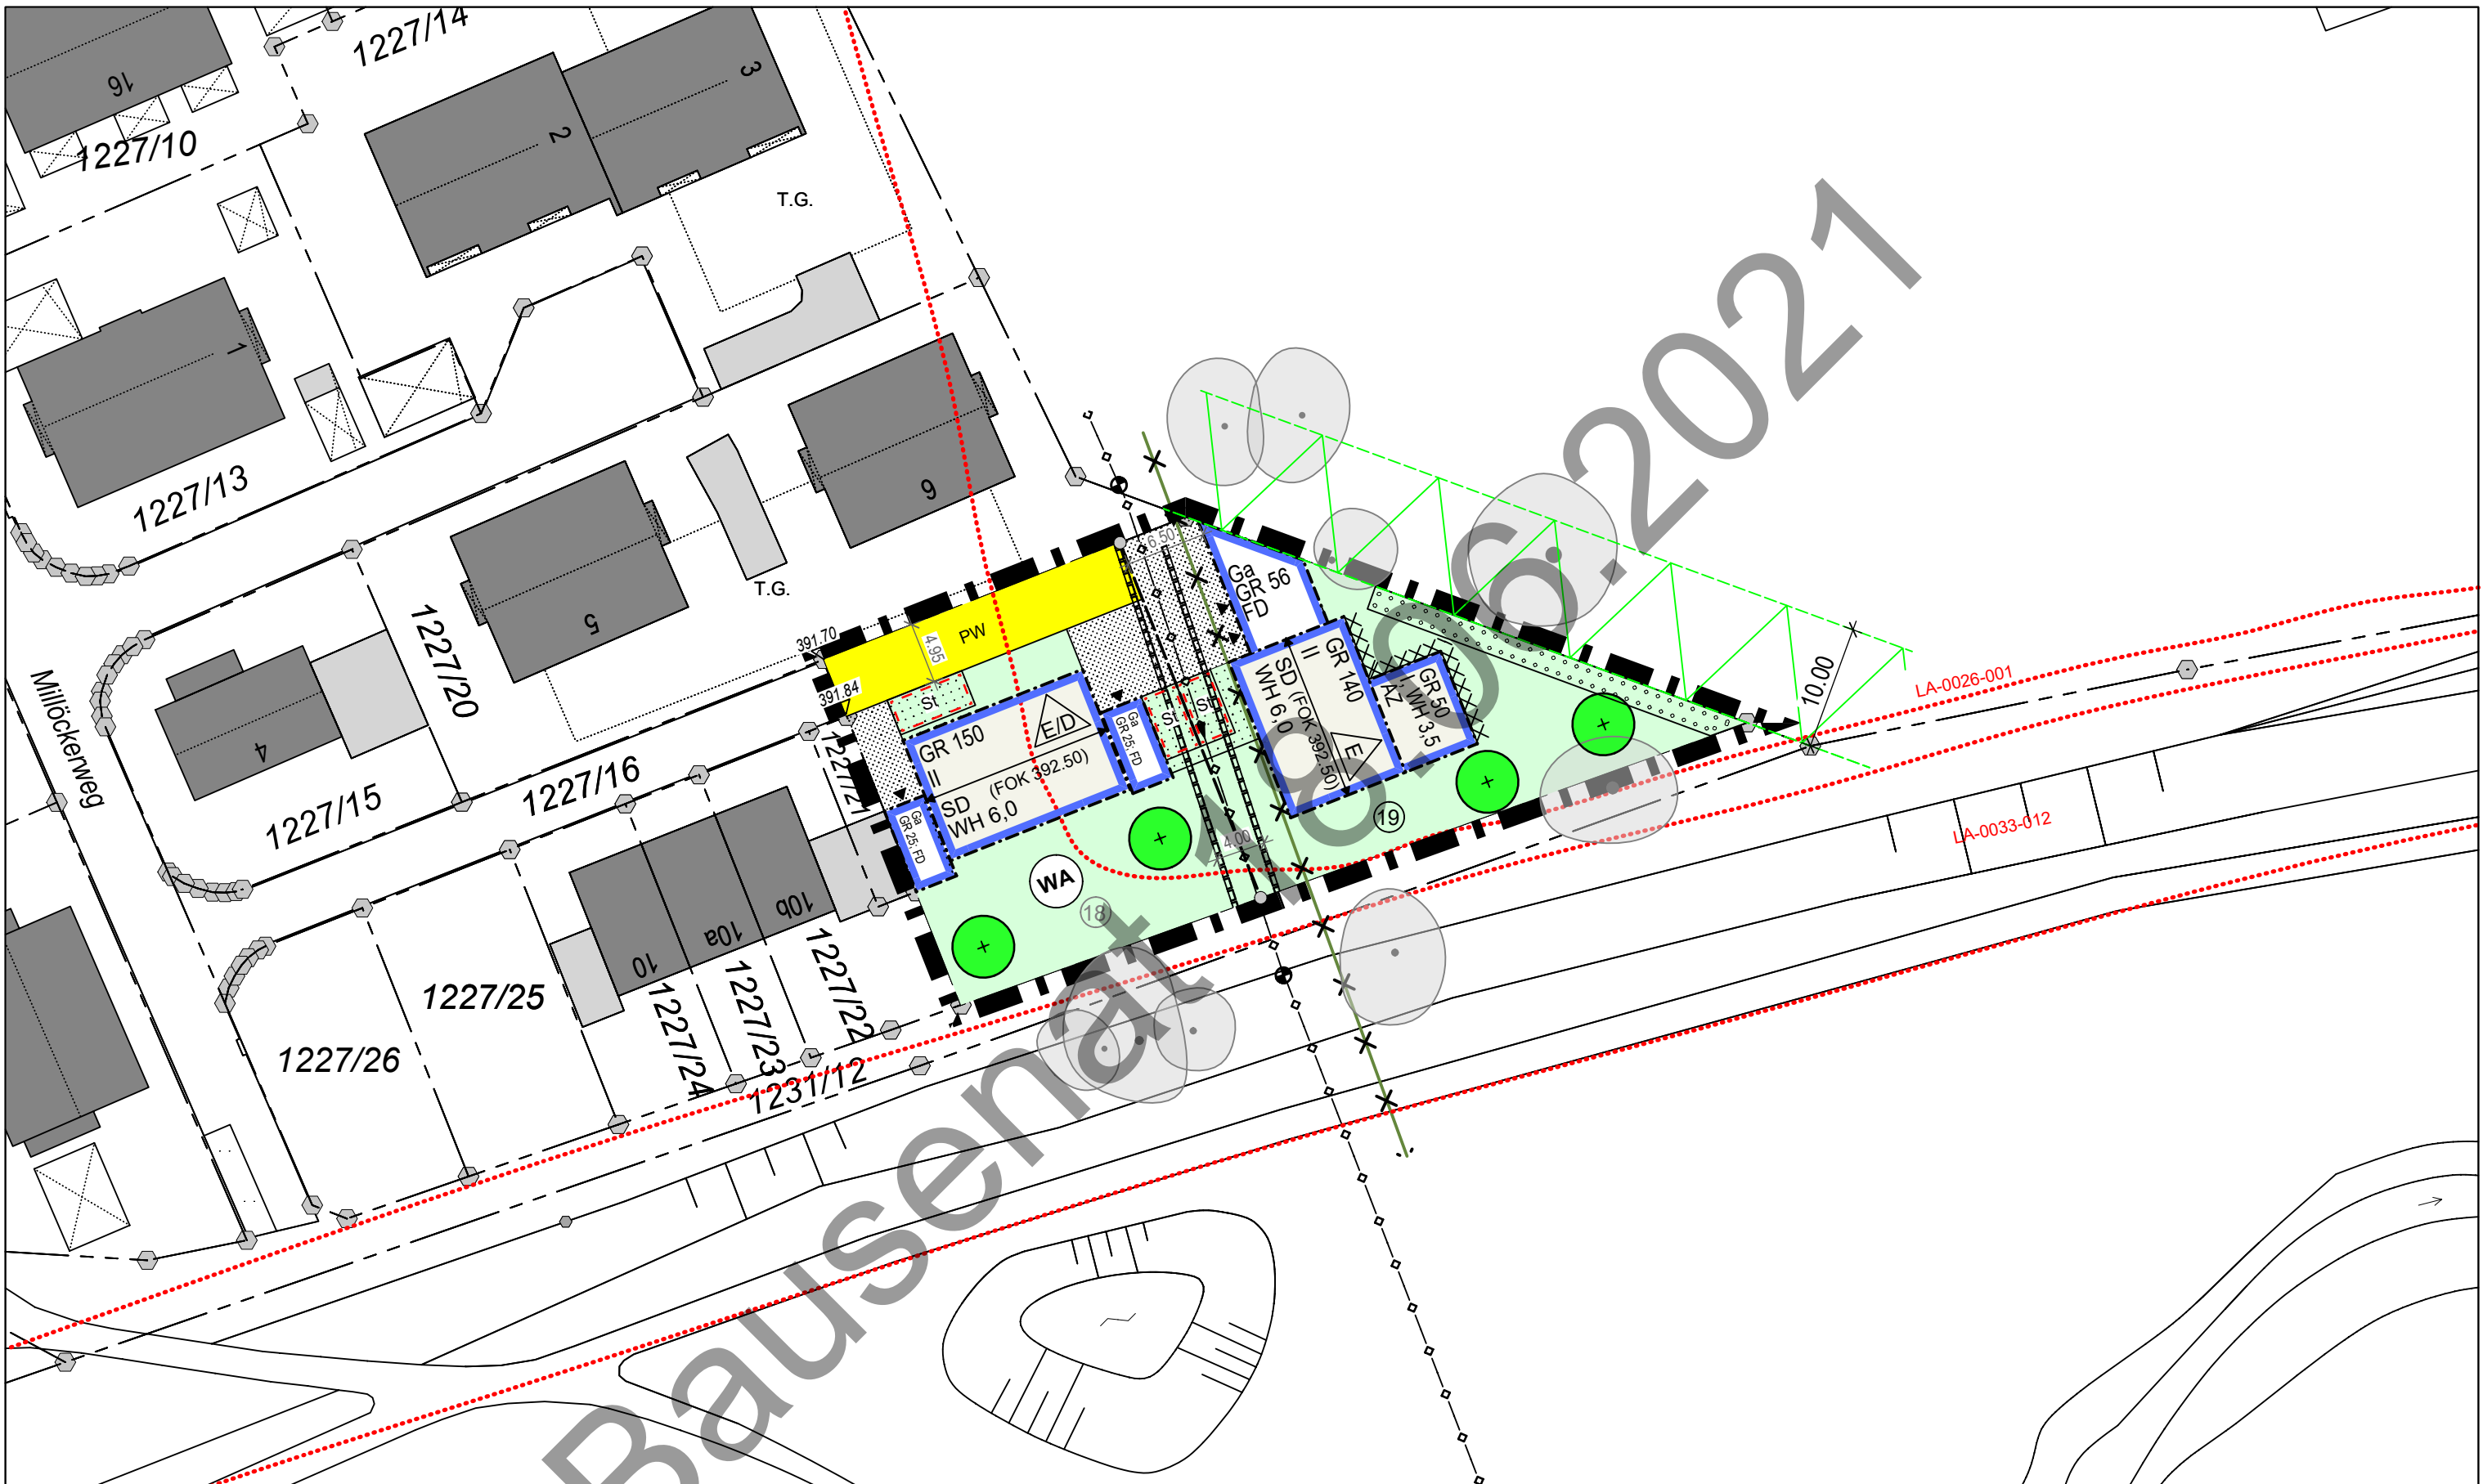 1227/14
16
1227/10
3
2
T.G.
1
1227/13
6
5
T.G.
1227/20
4
Millöckerweg
1227/15
1227/16
1227/21
391.70
391.84
PW
4.95
6.50
St
GR 150
II
E/D
SD (FOK 392.50)
WH 6,0
Ga
GR 25; FD
Ga
GR 25; FD
St
St
Ga
GR 56
FD
GR 140
II
SD (FOK 392.50)
WH 6,0
E
GR 50
I, WH 3,5
AZ
19
18
WA
4.00
10.00
LA-0026-001
LA-0033-012
10b
10a
10
1227/22
1227/23
1227/24
1227/25
1227/26
1231/12
Bausenat 18.06.2021